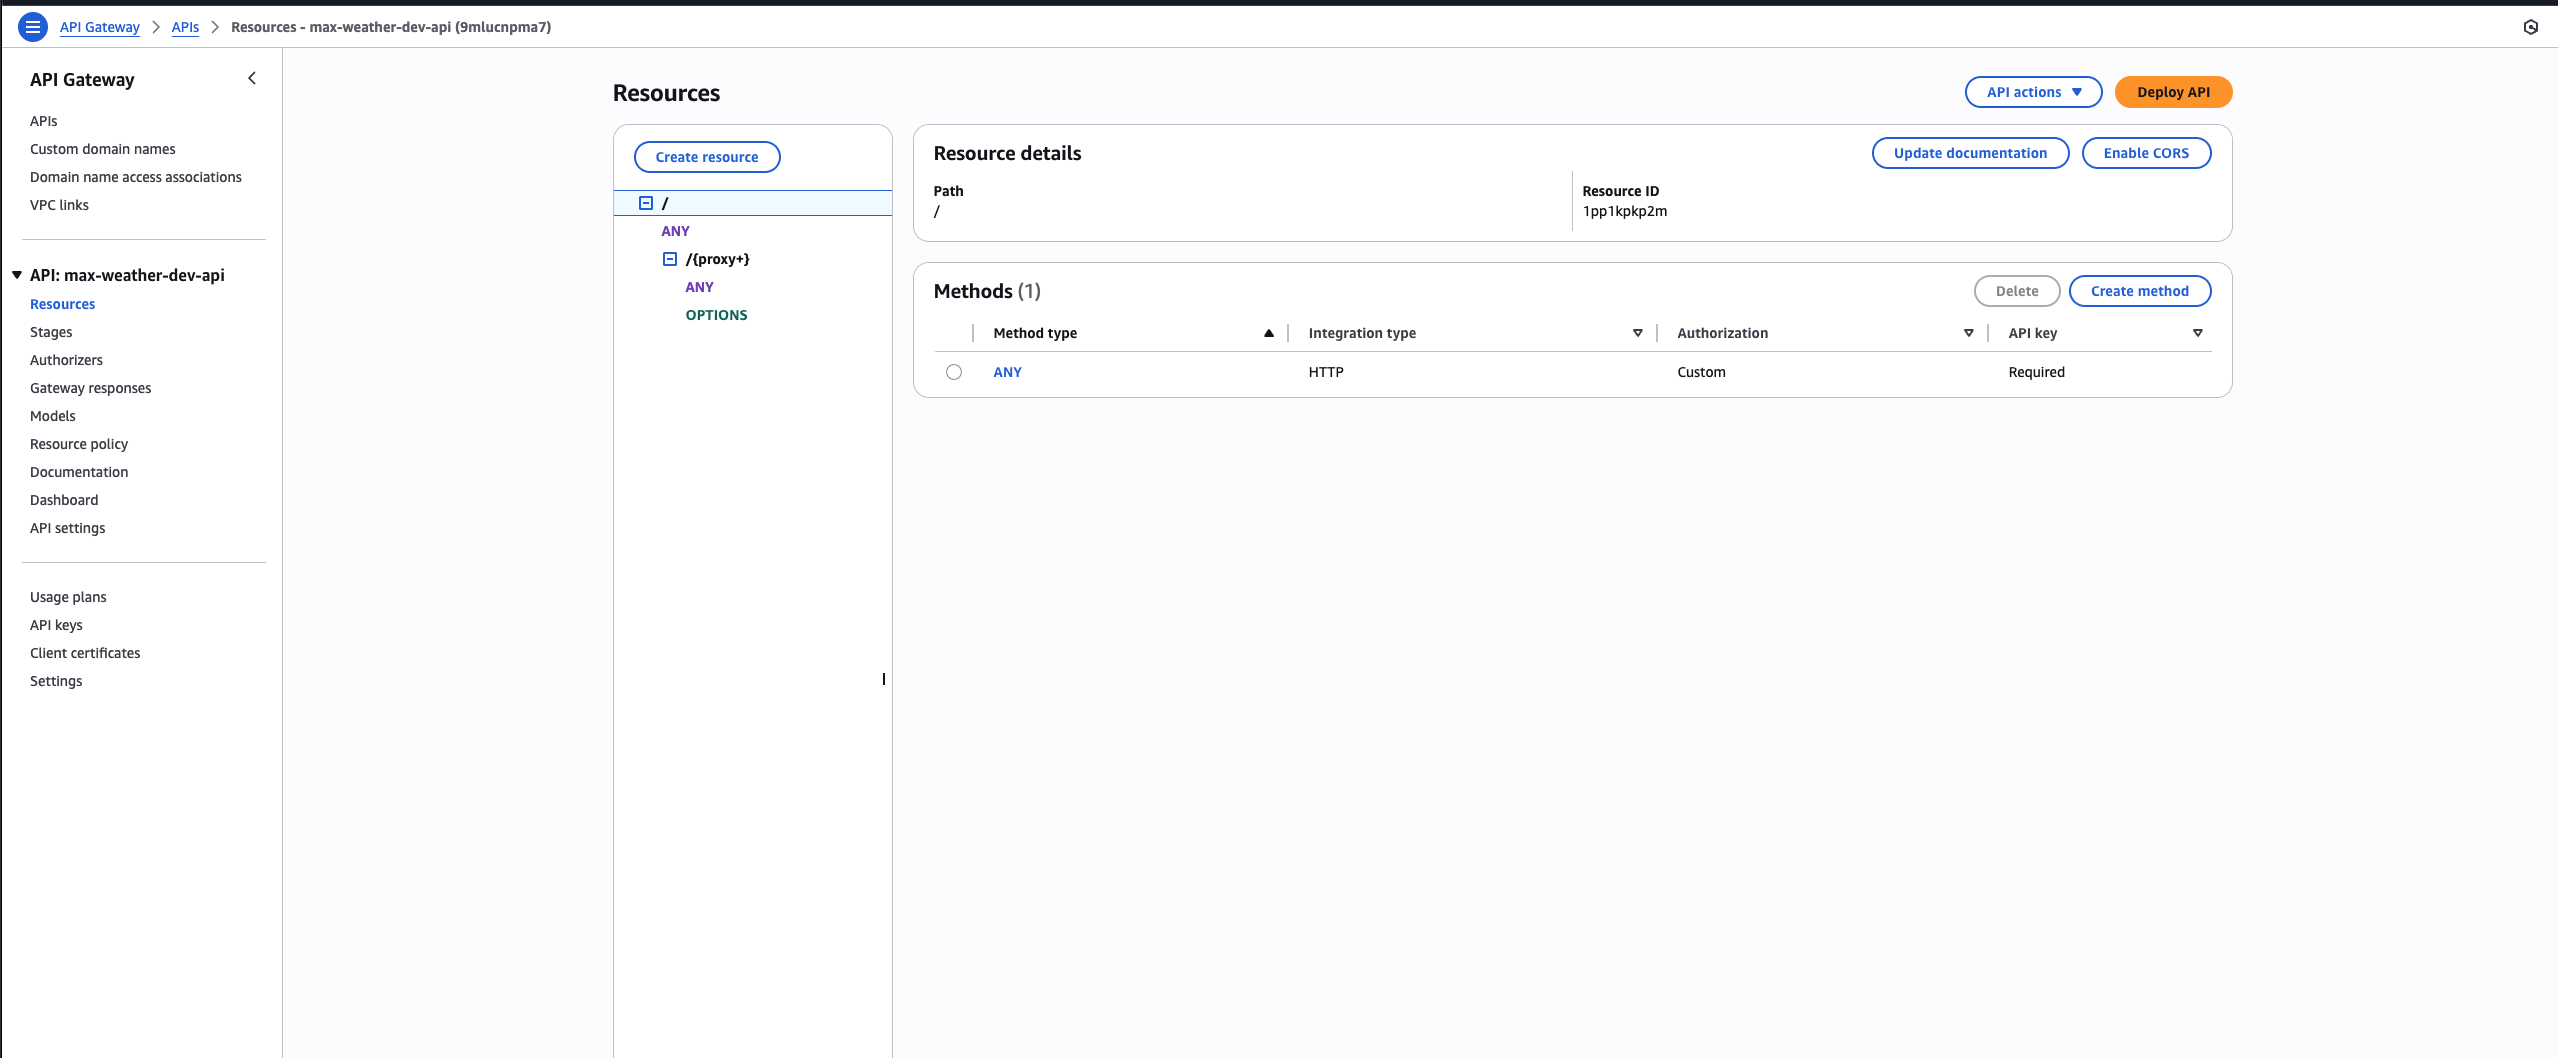 API Gateway > APIs > Resources - max-weather-dev-api (9mlucnpma7)
API Gateway
APIs
Custom domain names
Domain name access associations
VPC links
API: max-weather-dev-api
Resources
Stages
Authorizers
Gateway responses
Models
Resource policy
Documentation
Dashboard
API settings
Usage plans
API keys
Client certificates
Settings
Resources
API actions
Deploy API
Create resource
/
ANY
/{proxy+}
ANY
OPTIONS
Resource details
Update documentation
Enable CORS
Path
/
Resource ID
1pp1kpkp2m
Methods (1)
Delete
Create method
Method type Integration type Authorization API key
ANY HTTP Custom Required